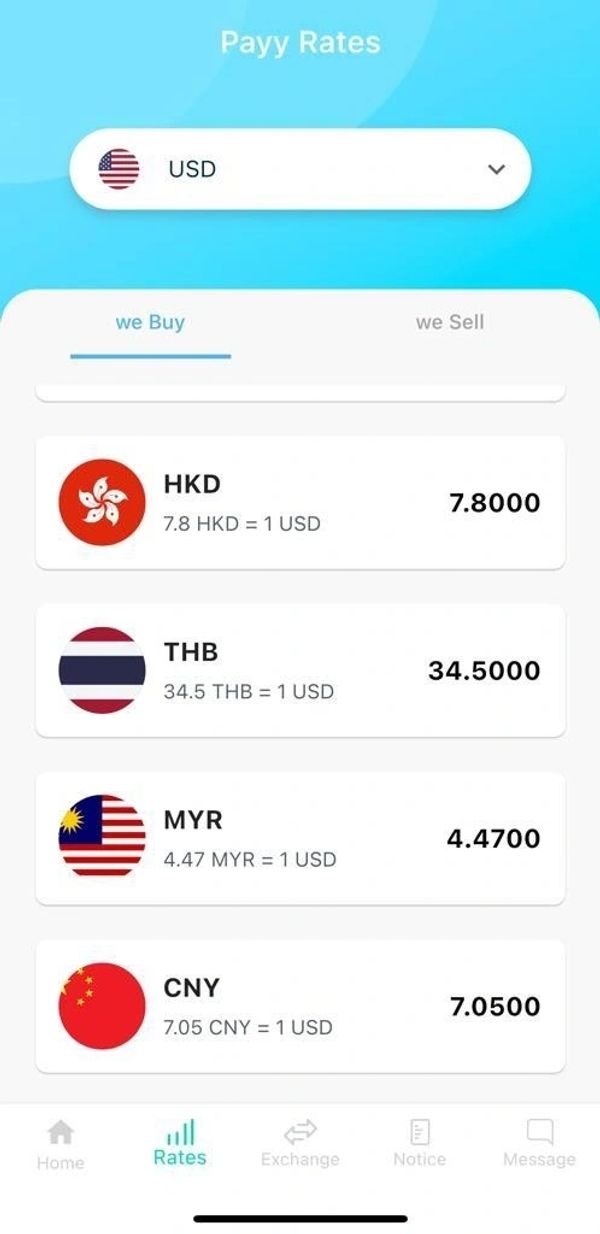 Payy Rates
USD
we Buy
we Sell
HKD
7.8 HKD = 1 USD
7.8000
THB
34.5 THB = 1 USD
34.5000
MYR
4.47 MYR = 1 USD
4.4700
CNY
7.05 CNY = 1 USD
7.0500
Home
Rates
Exchange
Notice
Message